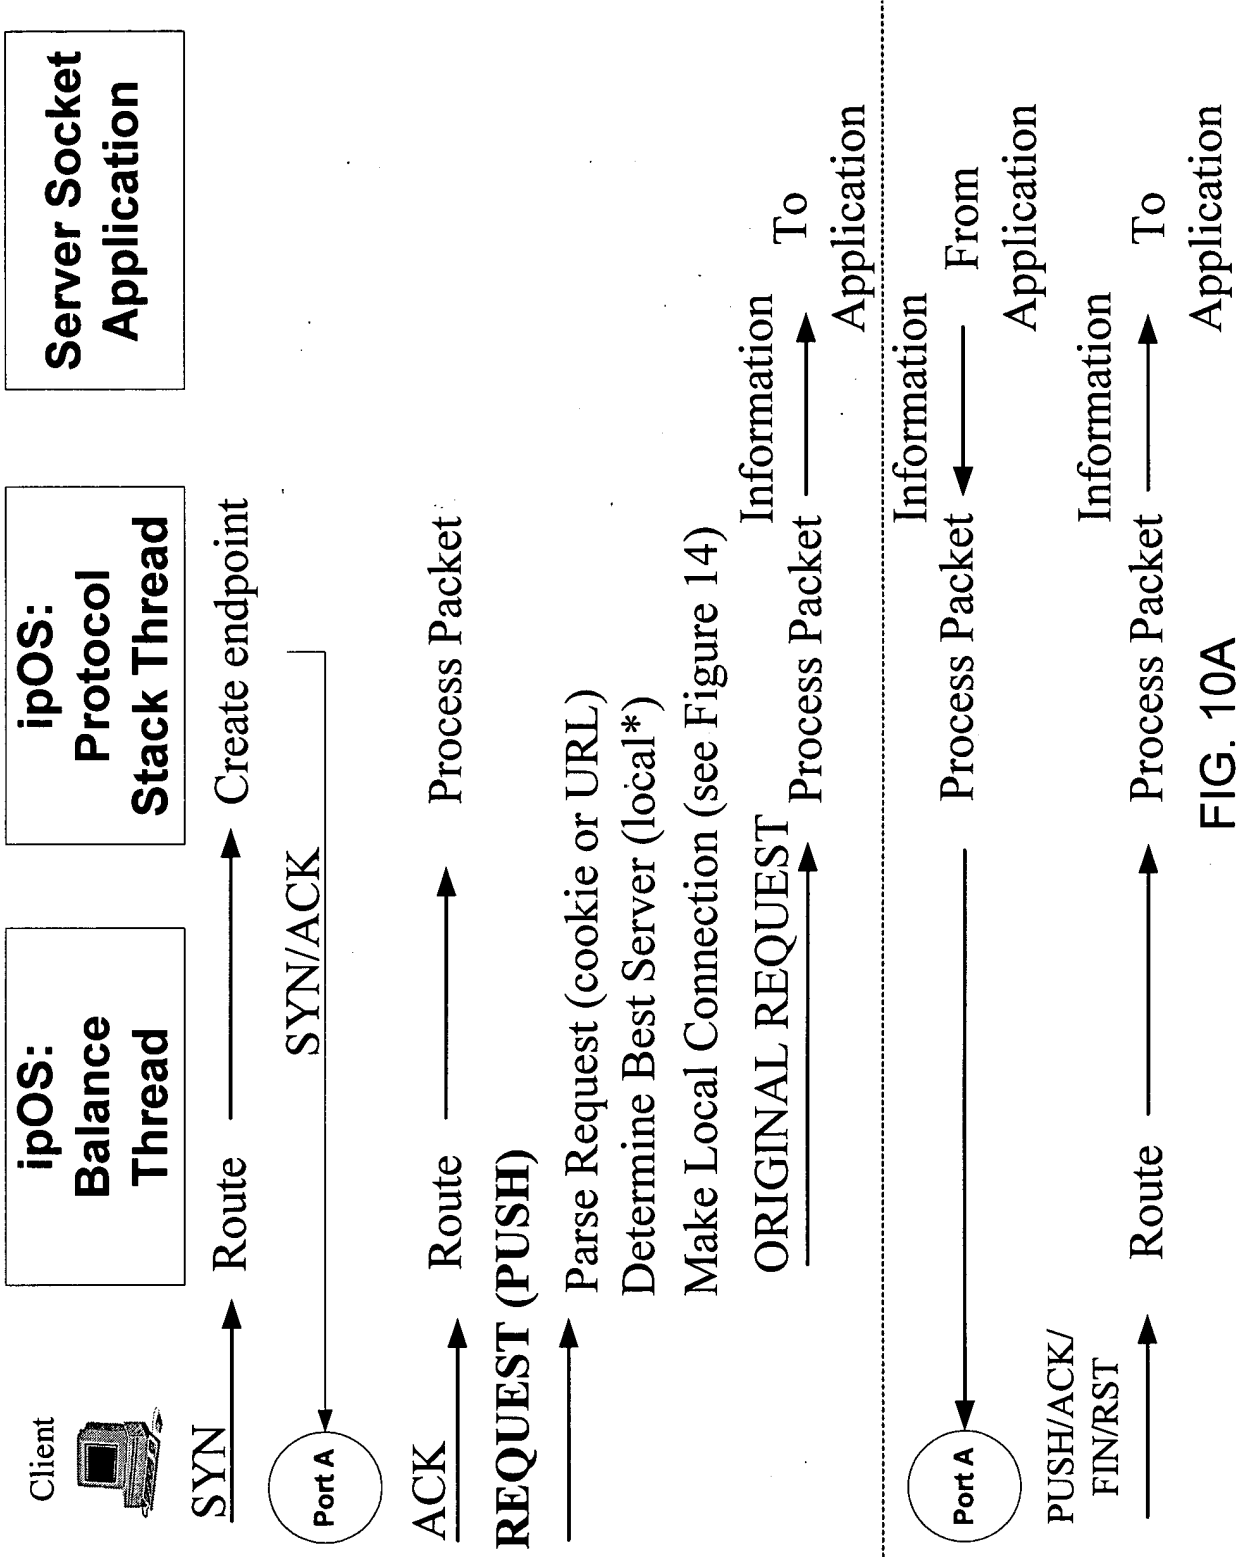 Client
ipOS:
Balance
Thread
ipOS:
Protocol
Stack Thread
Server Socket
Application
SYN
Route
Create endpoint
SYN/ACK
Port A
ACK
Route
Process Packet
REQUEST (PUSH)
Parse Request (cookie or URL)
Determine Best Server (local*)
Make Local Connection (see Figure 14)
ORIGINAL REQUEST
Process Packet
Information
To
Application
Port A
Process Packet
Information
From
Application
PUSH/ACK/
FIN/RST
Route
Process Packet
Information
To
Application
FIG. 10A